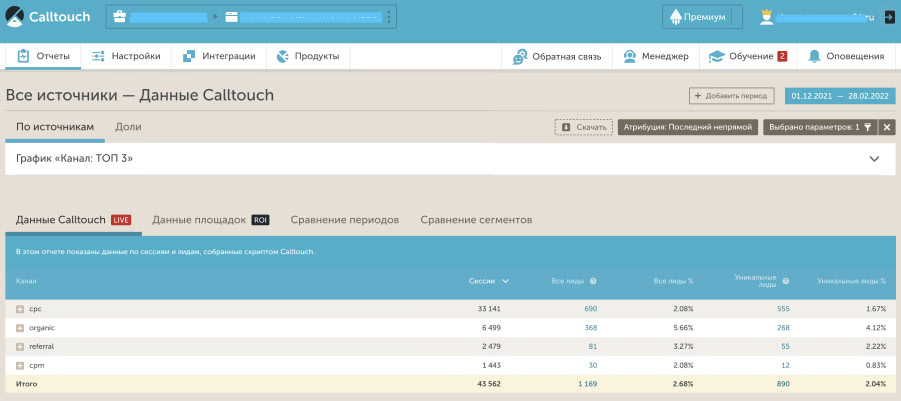 Calltouch
>
Премиум
ru
Отчеты Настройки Интеграции Продукты Обратная связь Менеджер Обучение 2 Оповещения
Все источники — Данные Calltouch
+ Добавить период 01.12.2021 — 28.02.2022
По источникам Доли
Скачать Атрибуция: Последний непрямой Выбрано параметров: 1
График «Канал: ТОП 3»
Данные Calltouch LIVE Данные площадок ROI Сравнение периодов Сравнение сегментов
В этом отчете показаны данные по сессиям и лидам, собранные скриптом Calltouch.
Канал Сессии Все лиды ? Все лиды % Уникальные лиды ? Уникальные лиды %
cpc 33 141 690 2.08% 555 1.67%
organic 6 499 368 5.66% 268 4.12%
referral 2 479 81 3.27% 55 2.22%
cpm 1 443 30 2.08% 12 0.83%
Итого 43 562 1 169 2.68% 890 2.04%